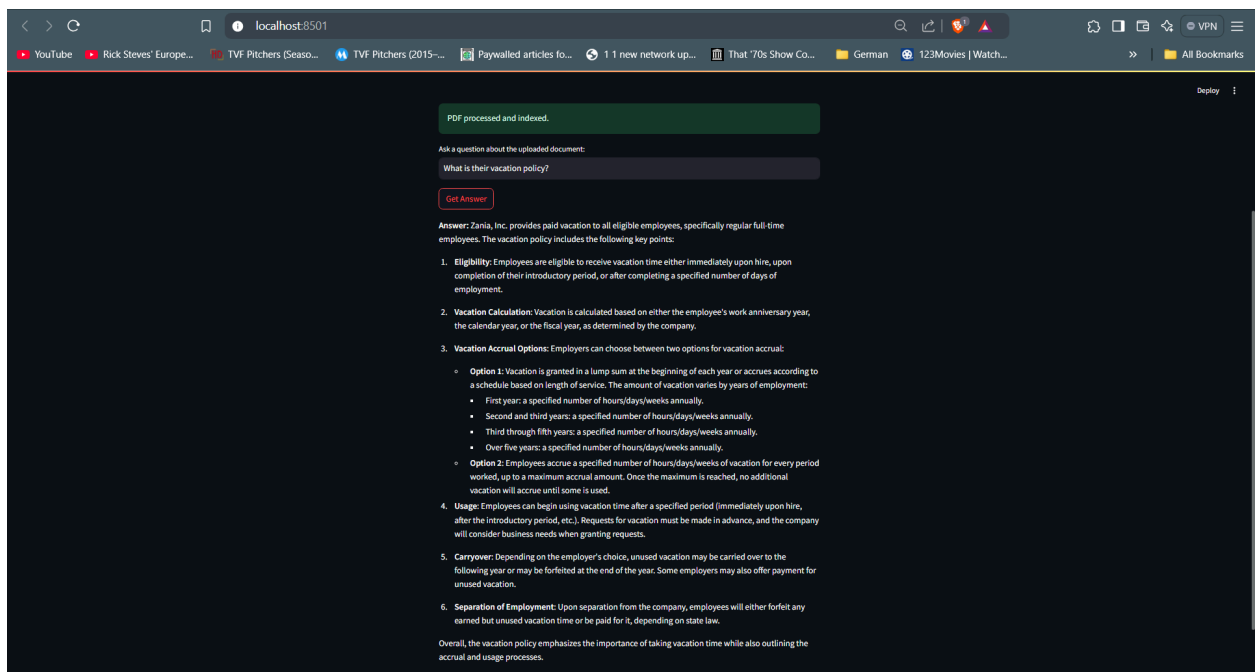 localhost:8501
VPN
YouTube
Rick Steves' Europe...
TVF Pitchers (Seaso...
TVF Pitchers (2015–...
Paywalled articles fo...
1 1 new network up...
That '70s Show Co...
German
123Movies | Watch...
»
All Bookmarks
Deploy
PDF processed and indexed.
Ask a question about the uploaded document:
What is their vacation policy?
Get Answer
Answer: Zania, Inc. provides paid vacation to all eligible employees, specifically regular full-time
employees. The vacation policy includes the following key points:
1. Eligibility: Employees are eligible to receive vacation time either immediately upon hire, upon
completion of their introductory period, or after completing a specified number of days of
employment.
2. Vacation Calculation: Vacation is calculated based on either the employee's work anniversary year,
the calendar year, or the fiscal year, as determined by the company.
3. Vacation Accrual Options: Employers can choose between two options for vacation accrual:
Option 1: Vacation is granted in a lump sum at the beginning of each year or accrues according to
a schedule based on length of service. The amount of vacation varies by years of employment:
First year: a specified number of hours/days/weeks annually.
Second and third years: a specified number of hours/days/weeks annually.
Third through fifth years: a specified number of hours/days/weeks annually.
Over five years: a specified number of hours/days/weeks annually.
Option 2: Employees accrue a specified number of hours/days/weeks of vacation for every period
worked, up to a maximum accrual amount. Once the maximum is reached, no additional
vacation will accrue until some is used.
4. Usage: Employees can begin using vacation time after a specified period (immediately upon hire,
after the introductory period, etc.). Requests for vacation must be made in advance, and the company
will consider business needs when granting requests.
5. Carryover: Depending on the employer's choice, unused vacation may be carried over to the
following year or may be forfeited at the end of the year. Some employers may also offer payment for
unused vacation.
6. Separation of Employment: Upon separation from the company, employees will either forfeit any
earned but unused vacation time or be paid for it, depending on state law.
Overall, the vacation policy emphasizes the importance of taking vacation time while also outlining the
accrual and usage processes.